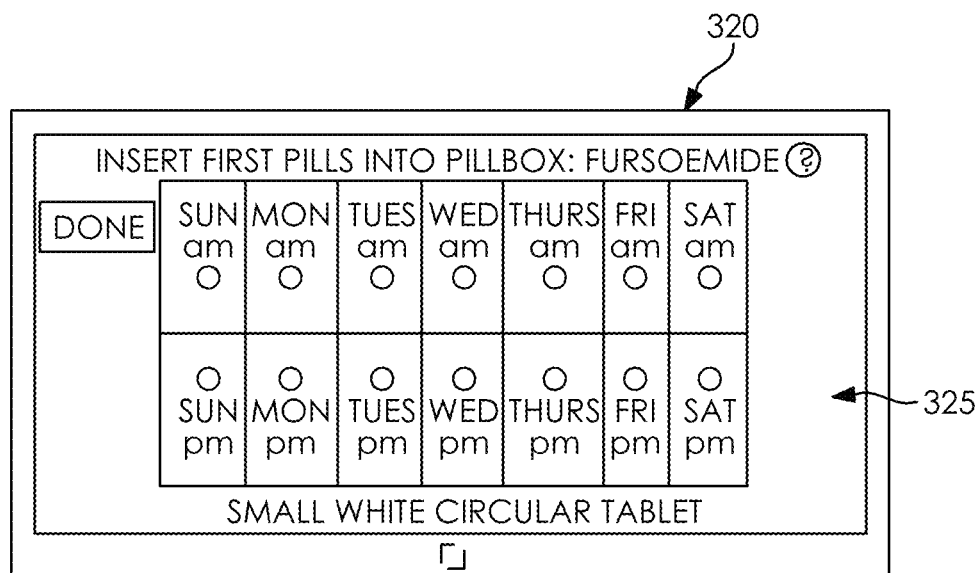 320
INSERT FIRST PILLS INTO PILLBOX: FURSOEMIDE ?
DONE
SUN MON TUES WED THURS FRI SAT
am am am am am am am
SUN MON TUES WED THURS FRI SAT
pm pm pm pm pm pm pm
325
SMALL WHITE CIRCULAR TABLET